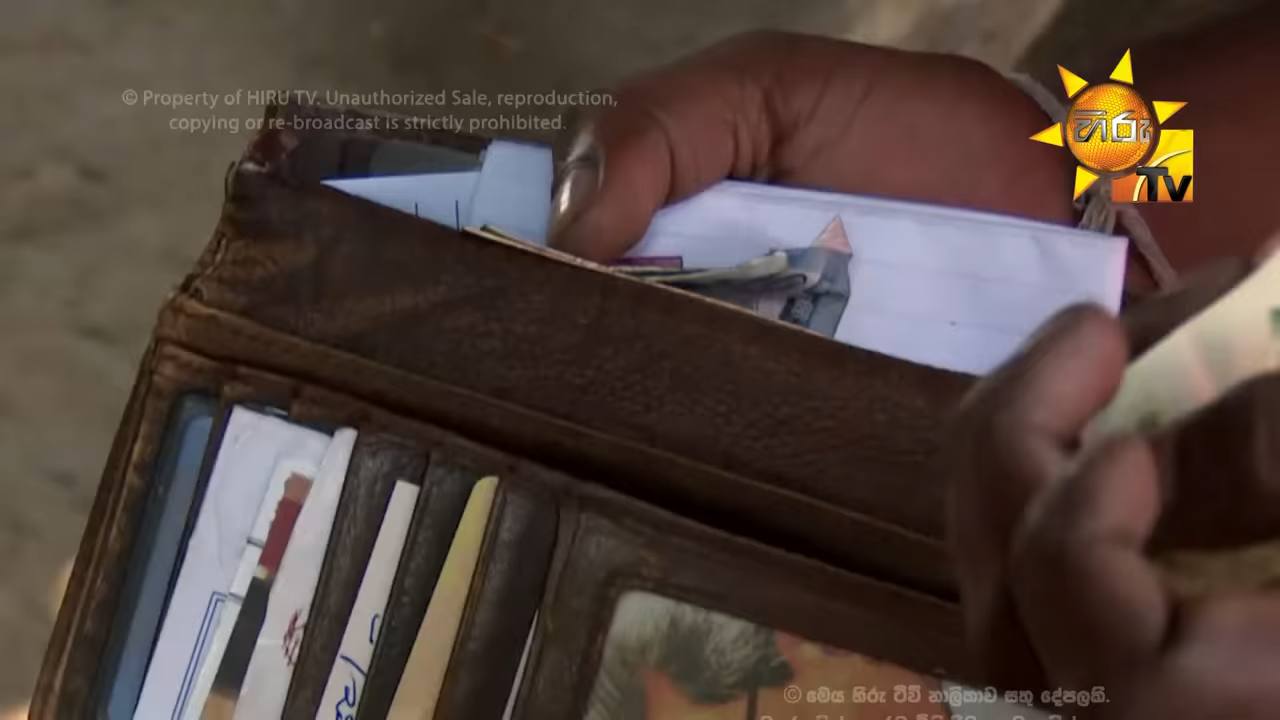 © Property of HIRU TV. Unauthorized Sale, reproduction,
copying or re-broadcast is strictly prohibited.
හිරු
TV
© මෙය හිරු ටීවී නාලිකාව සතු දේපලකි.